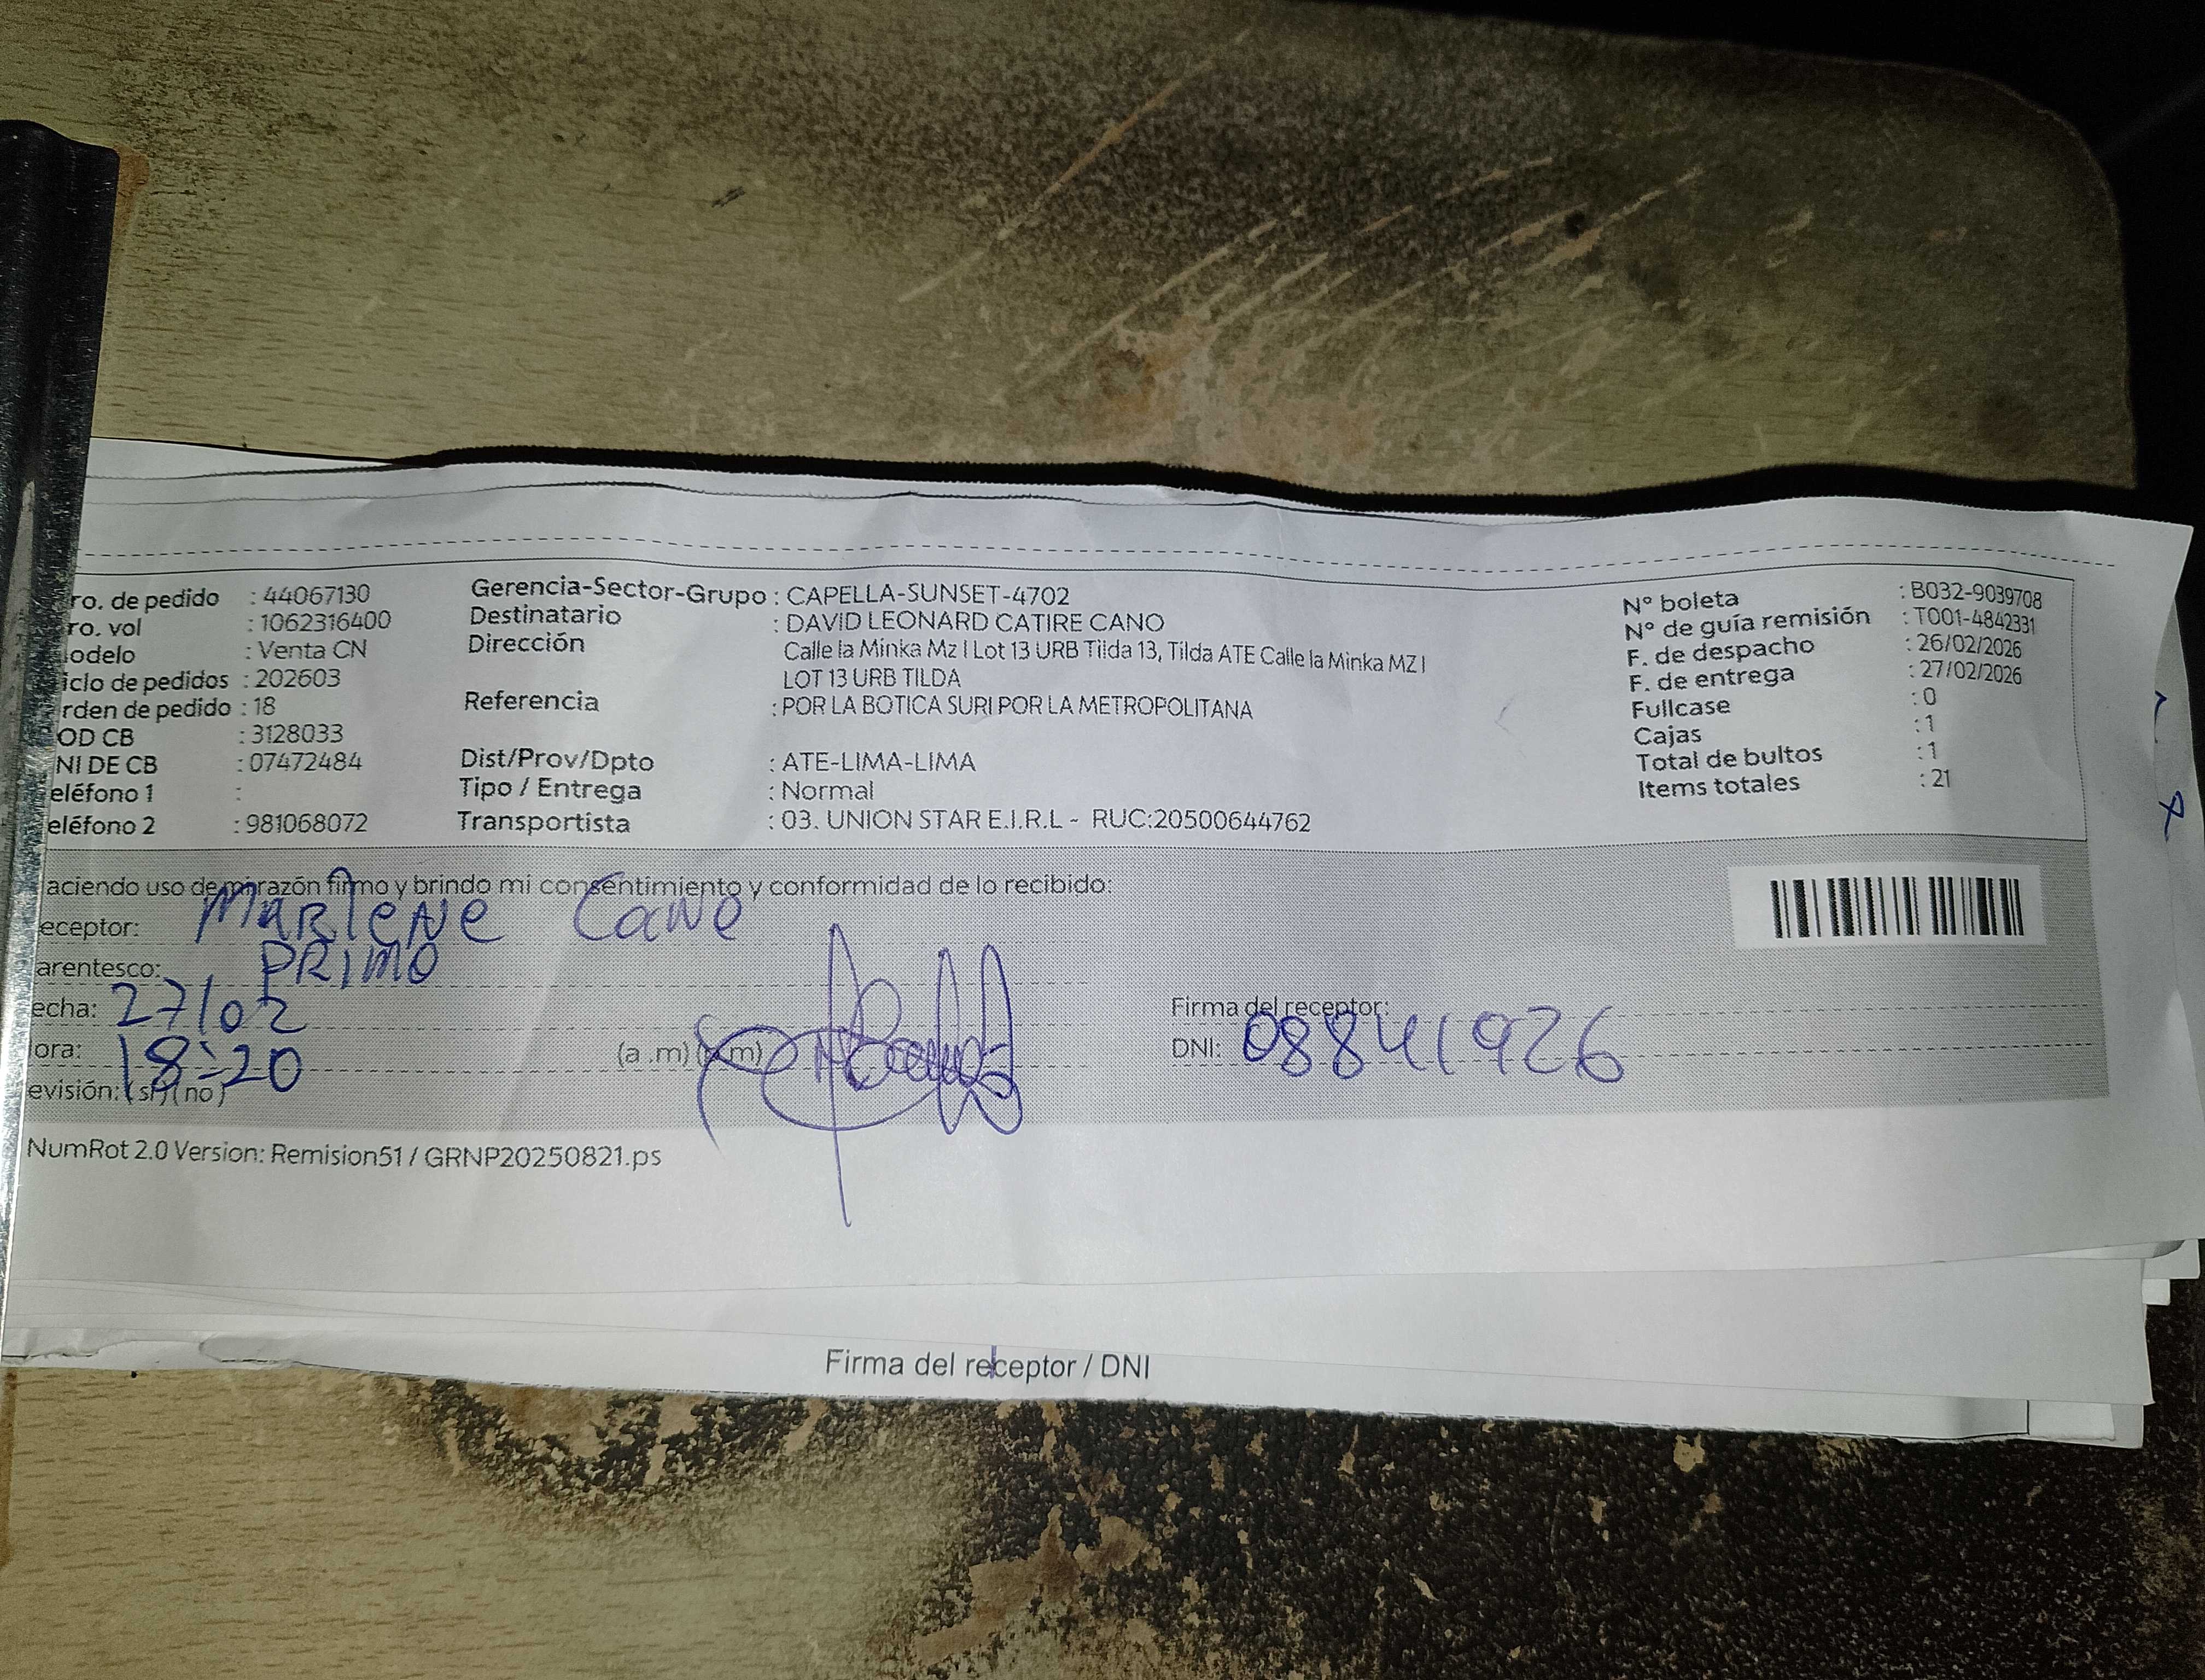 ro. de pedido : 44067130
ro. vol : 1062316400
odelo : Venta CN
iclo de pedidos : 202603
rden de pedido : 18
OD CB : 3128033
NI DE CB : 07472484
eléfono 1 :
eléfono 2 : 981068072
Gerencia-Sector-Grupo : CAPELLA-SUNSET-4702
Destinatario : DAVID LEONARD CATIRE CANO
Dirección Calle la Minka Mz I Lot 13 URB Tilda 13, Tilda ATE Calle la Minka MZ I
LOT 13 URB TILDA
Referencia : POR LA BOTICA SURI POR LA METROPOLITANA
Dist/Prov/Dpto : ATE-LIMA-LIMA
Tipo / Entrega : Normal
Transportista : 03. UNION STAR E.I.R.L - RUC:20500644762
N° boleta : B032-9039708
N° de guía remisión : T001-4842331
F. de despacho : 26/02/2026
F. de entrega : 27/02/2026
Fullcase : 0
Cajas : 1
Total de bultos : 1
Items totales : 21
aciendo uso de mi razón firmo y brindo mi consentimiento y conformidad de lo recibido:
eceptor: MARLENE CANO
arentesco: PRIMO
echa: 27/02
Firma del receptor:
ora: 18:20 (a .m) (p.m)
DNI: 08841926
evisión: (si) (no)
NumRot 2.0 Version: Remision51 / GRNP20250821.ps
Firma del receptor / DNI